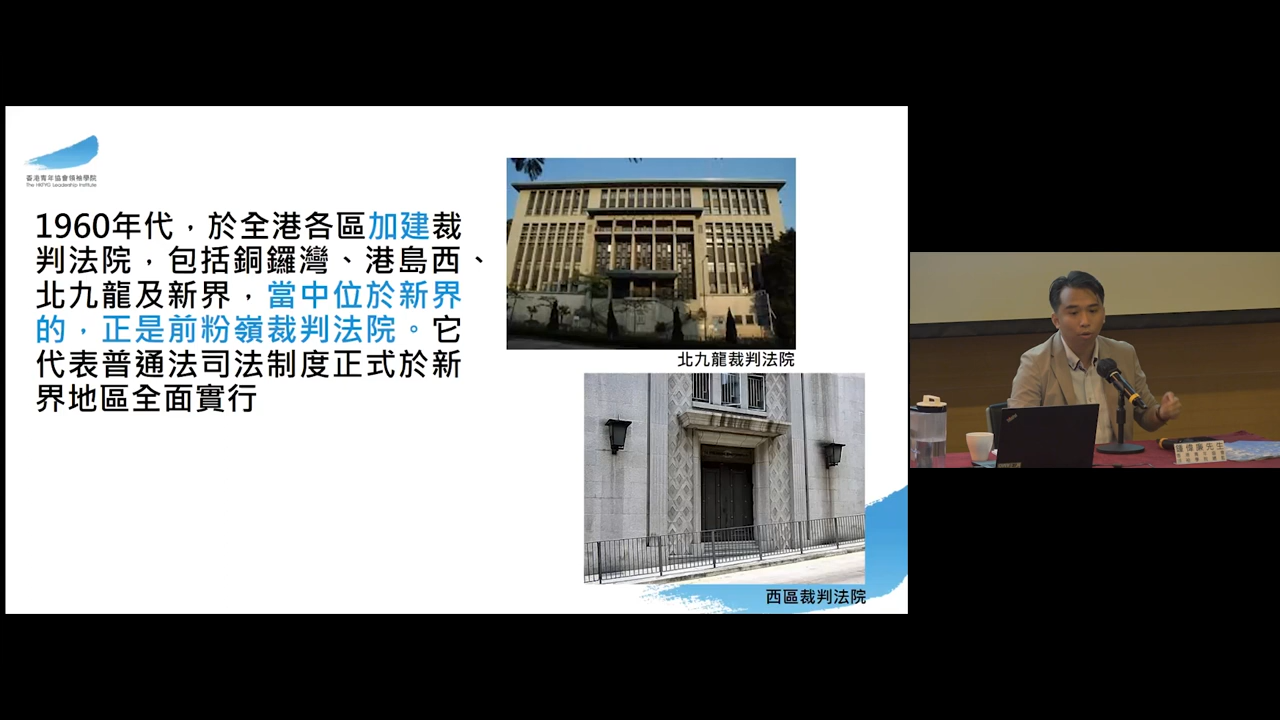 香港青年協會領袖學院
The HKFYG Leadership Institute
1960年代，於全港各區加建裁
判法院，包括銅鑼灣、港島西、
北九龍及新界，當中位於新界
的，正是前粉嶺裁判法院。它
代表普通法司法制度正式於新
界地區全面實行
北九龍裁判法院
西區裁判法院
鍾偉廉先生